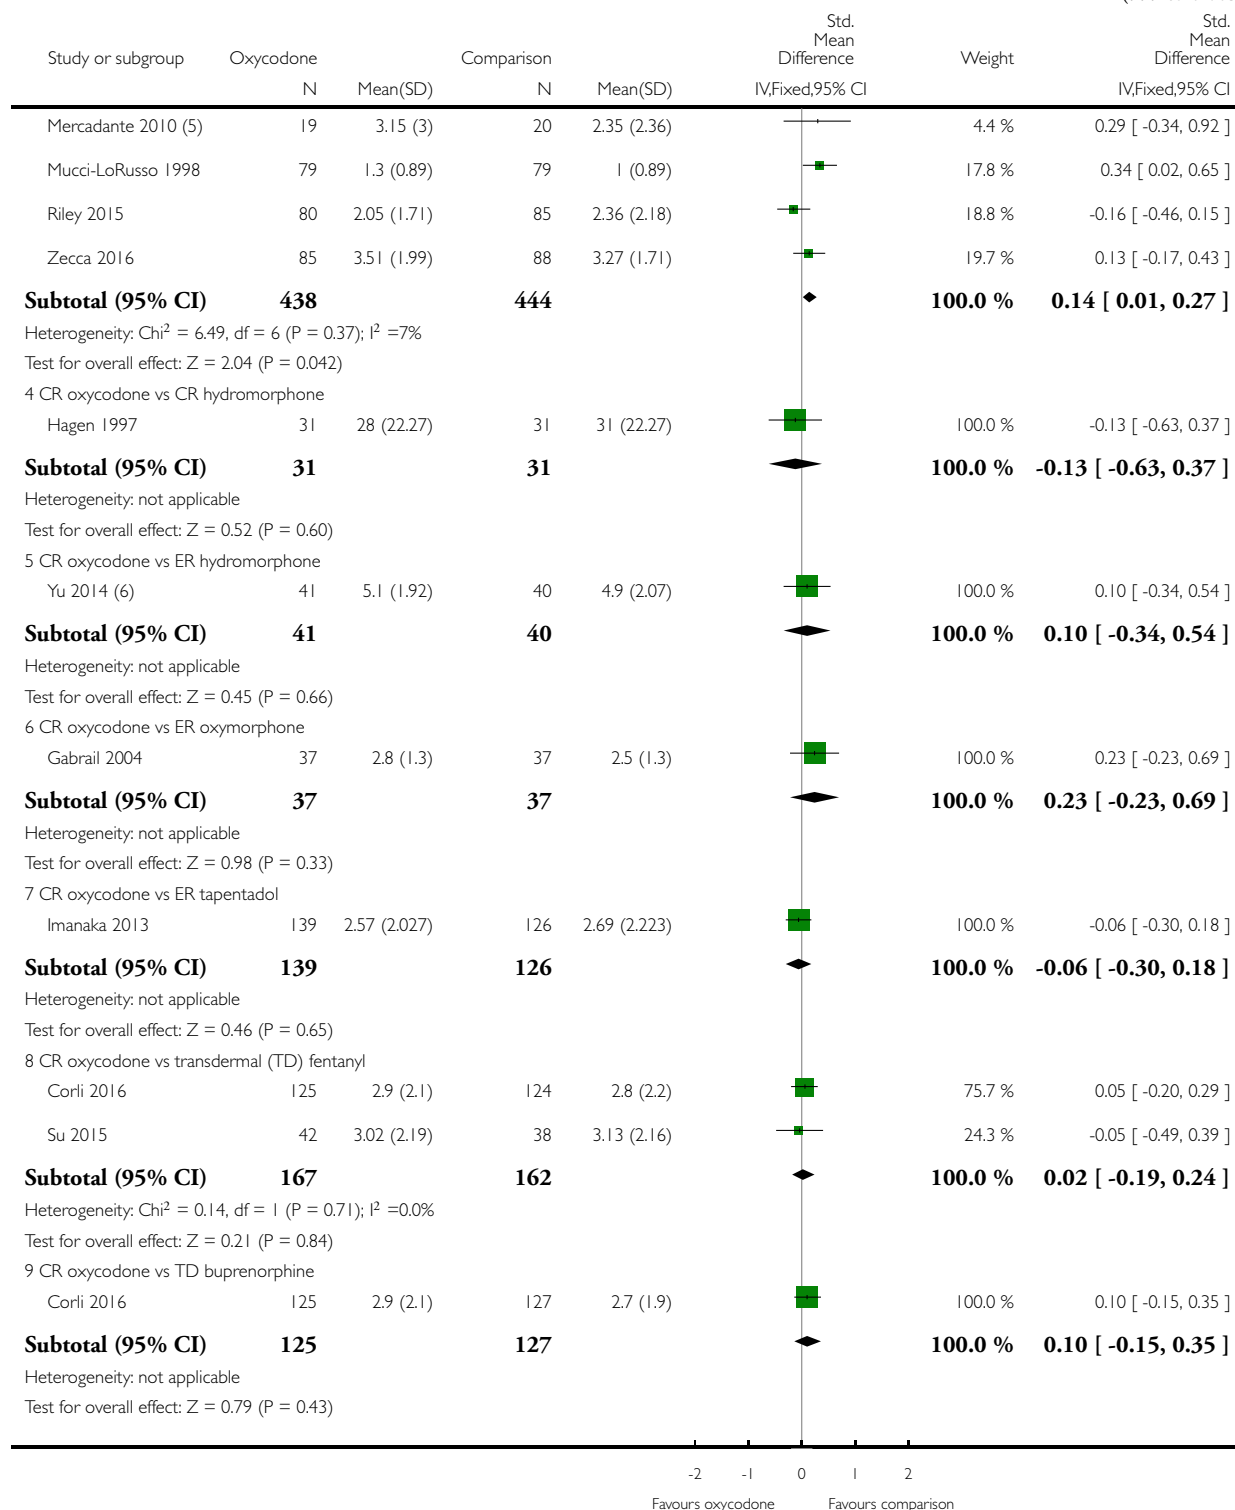 Std. Mean Difference Std. Mean Difference
Study or subgroup Oxycodone Comparison Weight
N Mean(SD) N Mean(SD) IV,Fixed,95% CI IV,Fixed,95% CI
Mercadante 2010 (5) 19 3.15 (3) 20 2.35 (2.36) 4.4 % 0.29 [ -0.34, 0.92 ]
Mucci-LoRusso 1998 79 1.3 (0.89) 79 1 (0.89) 17.8 % 0.34 [ 0.02, 0.65 ]
Riley 2015 80 2.05 (1.71) 85 2.36 (2.18) 18.8 % -0.16 [ -0.46, 0.15 ]
Zecca 2016 85 3.51 (1.99) 88 3.27 (1.71) 19.7 % 0.13 [ -0.17, 0.43 ]
Subtotal (95% CI) 438 444 100.0 % 0.14 [ 0.01, 0.27 ]
Heterogeneity: Chi² = 6.49, df = 6 (P = 0.37); I² =7%
Test for overall effect: Z = 2.04 (P = 0.042)
4 CR oxycodone vs CR hydromorphone
Hagen 1997 31 28 (22.27) 31 31 (22.27) 100.0 % -0.13 [ -0.63, 0.37 ]
Subtotal (95% CI) 31 31 100.0 % -0.13 [ -0.63, 0.37 ]
Heterogeneity: not applicable
Test for overall effect: Z = 0.52 (P = 0.60)
5 CR oxycodone vs ER hydromorphone
Yu 2014 (6) 41 5.1 (1.92) 40 4.9 (2.07) 100.0 % 0.10 [ -0.34, 0.54 ]
Subtotal (95% CI) 41 40 100.0 % 0.10 [ -0.34, 0.54 ]
Heterogeneity: not applicable
Test for overall effect: Z = 0.45 (P = 0.66)
6 CR oxycodone vs ER oxymorphone
Gabrail 2004 37 2.8 (1.3) 37 2.5 (1.3) 100.0 % 0.23 [ -0.23, 0.69 ]
Subtotal (95% CI) 37 37 100.0 % 0.23 [ -0.23, 0.69 ]
Heterogeneity: not applicable
Test for overall effect: Z = 0.98 (P = 0.33)
7 CR oxycodone vs ER tapentadol
Imanaka 2013 139 2.57 (2.027) 126 2.69 (2.223) 100.0 % -0.06 [ -0.30, 0.18 ]
Subtotal (95% CI) 139 126 100.0 % -0.06 [ -0.30, 0.18 ]
Heterogeneity: not applicable
Test for overall effect: Z = 0.46 (P = 0.65)
8 CR oxycodone vs transdermal (TD) fentanyl
Corli 2016 125 2.9 (2.1) 124 2.8 (2.2) 75.7 % 0.05 [ -0.20, 0.29 ]
Su 2015 42 3.02 (2.19) 38 3.13 (2.16) 24.3 % -0.05 [ -0.49, 0.39 ]
Subtotal (95% CI) 167 162 100.0 % 0.02 [ -0.19, 0.24 ]
Heterogeneity: Chi² = 0.14, df = 1 (P = 0.71); I² =0.0%
Test for overall effect: Z = 0.21 (P = 0.84)
9 CR oxycodone vs TD buprenorphine
Corli 2016 125 2.9 (2.1) 127 2.7 (1.9) 100.0 % 0.10 [ -0.15, 0.35 ]
Subtotal (95% CI) 125 127 100.0 % 0.10 [ -0.15, 0.35 ]
Heterogeneity: not applicable
Test for overall effect: Z = 0.79 (P = 0.43)
-2 -1 0 1 2
Favours oxycodone Favours comparison